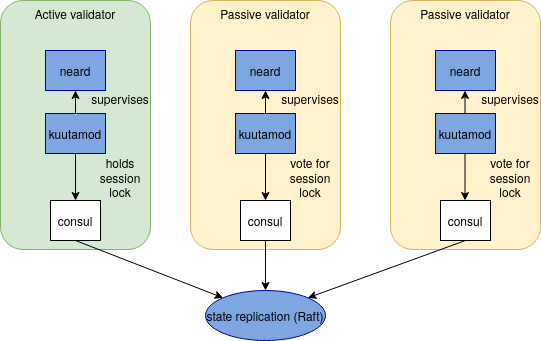 Active validator
neard
supervises
kuutamod
holds
session
lock
consul
Passive validator
neard
supervises
kuutamod
vote for
session
lock
consul
Passive validator
neard
supervises
kuutamod
vote for
session
lock
consul
state replication (Raft)